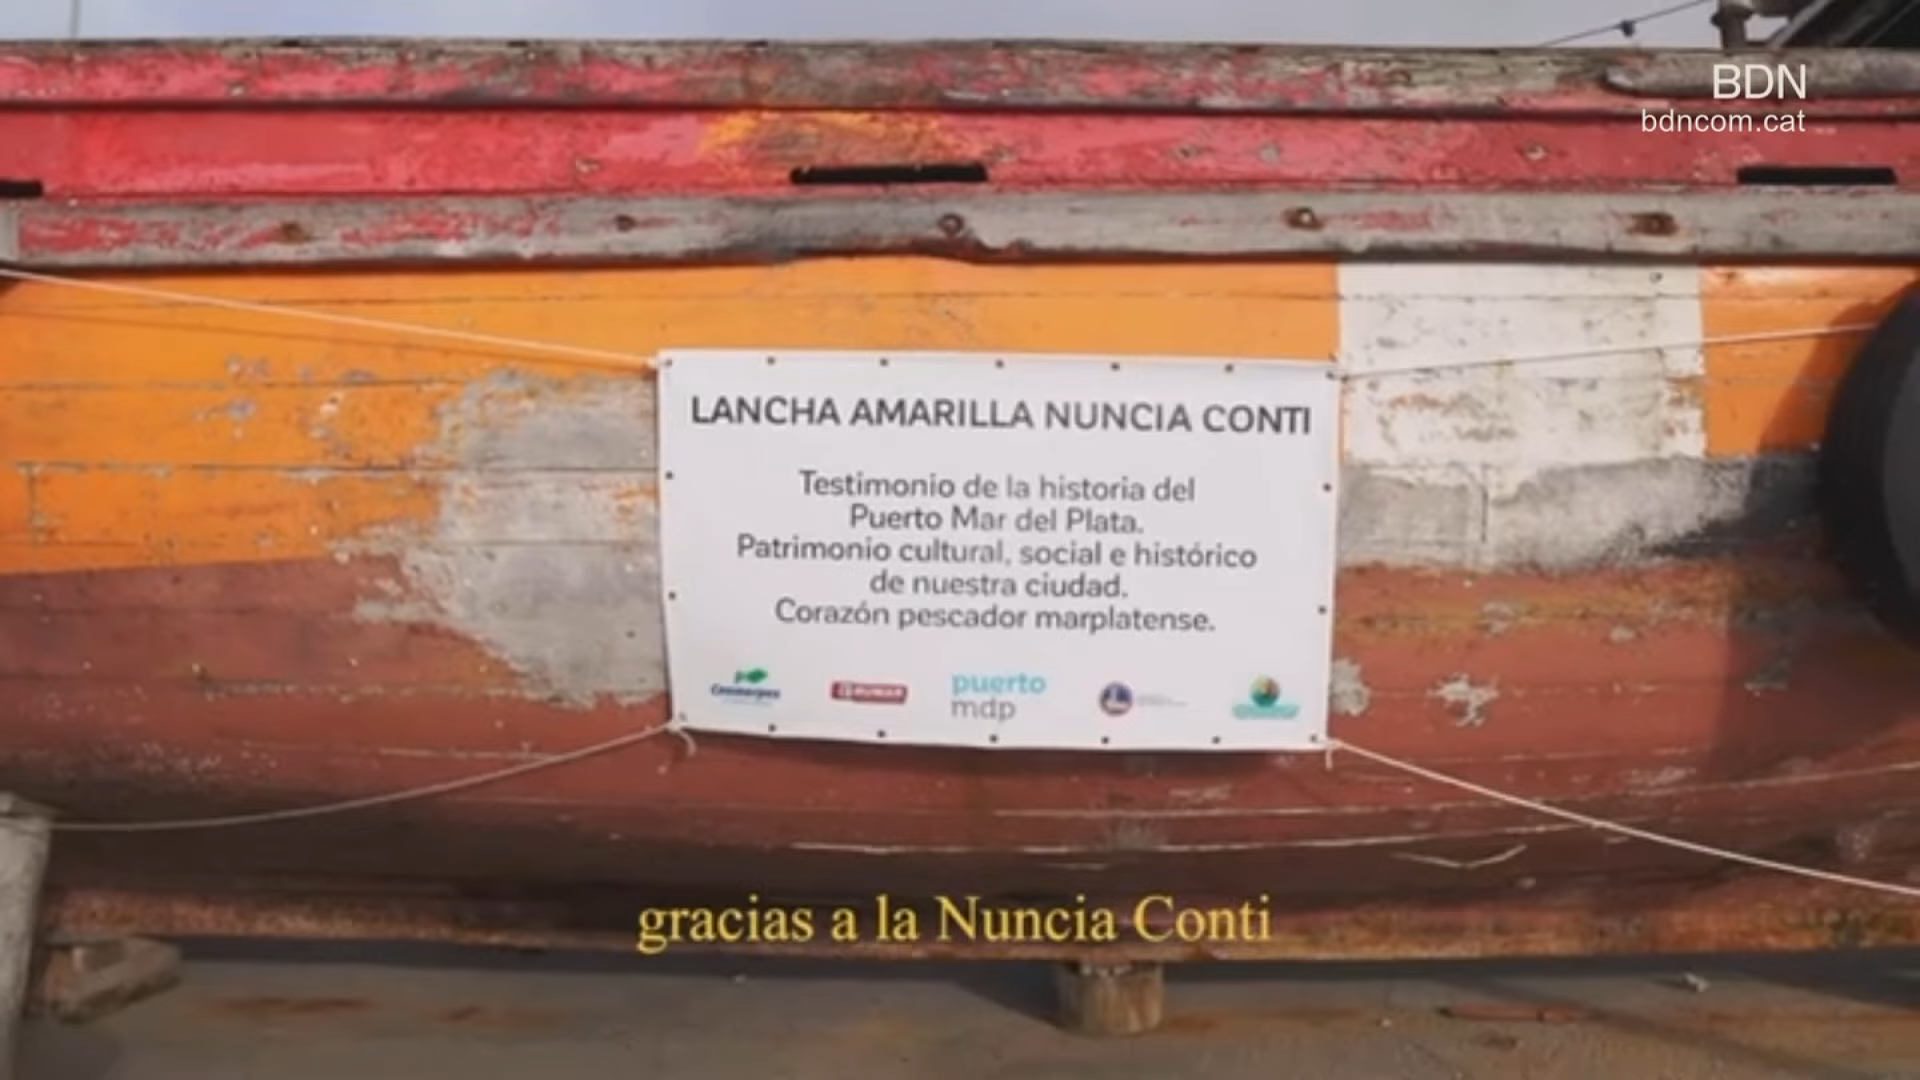 BDN
bdncom.cat
LANCHA AMARILLA NUNCIA CONTI
Testimonio de la historia del
Puerto Mar del Plata.
Patrimonio cultural, social e histórico
de nuestra ciudad.
Corazón pescador marplatense.
puerto
mdp
gracias a la Nuncia Conti